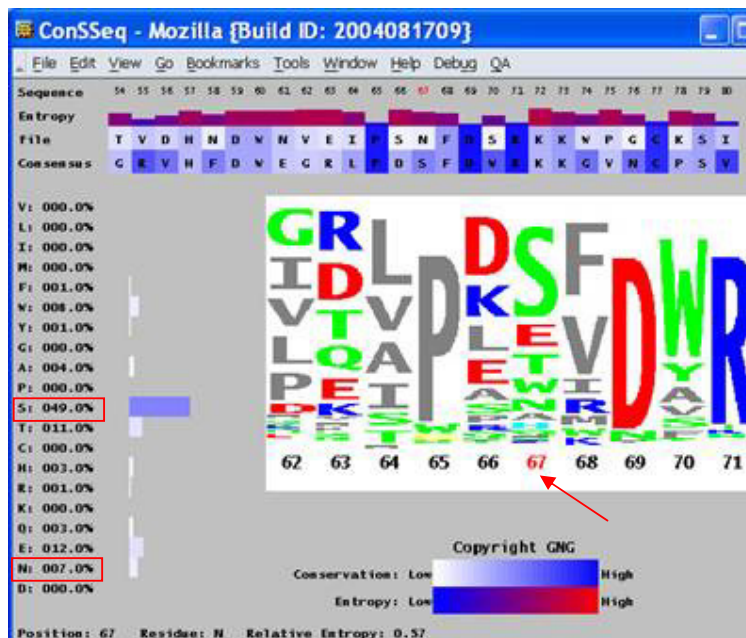 ConSSeq - Mozilla {Build ID: 2004081709}
File Edit View Go Bookmarks Tools Window Help Debug QA
Sequence 54 55 56 57 58 59 60 61 62 63 64 65 66 67 68 69 70 71 72 73 74 75 76 77 78 79 80
Entropy
file T V D H N D W N V E I P S N F D S R K K W P G C K S I
Consensus G R V H F D W E G R L P D S F D W R K K G V N C P S V
V: 000.0%
L: 000.0%
I: 000.0%
M: 000.0%
F: 001.0%
W: 008.0%
Y: 001.0%
G: 000.0%
A: 004.0%
P: 000.0%
S: 049.0%
T: 011.0%
C: 000.0%
H: 003.0%
R: 001.0%
K: 000.0%
Q: 003.0%
E: 012.0%
N: 007.0%
D: 000.0%
G R L P D S F D W R
I D V K E V Y
V T A L T I A
L Q I E W R V
P E S A N
D K T
62 63 64 65 66 67 68 69 70 71
Copyright GNG
Conservation: Low High
Entropy: Low High
Position: 67 Residue: N Relative Entropy: 0.57